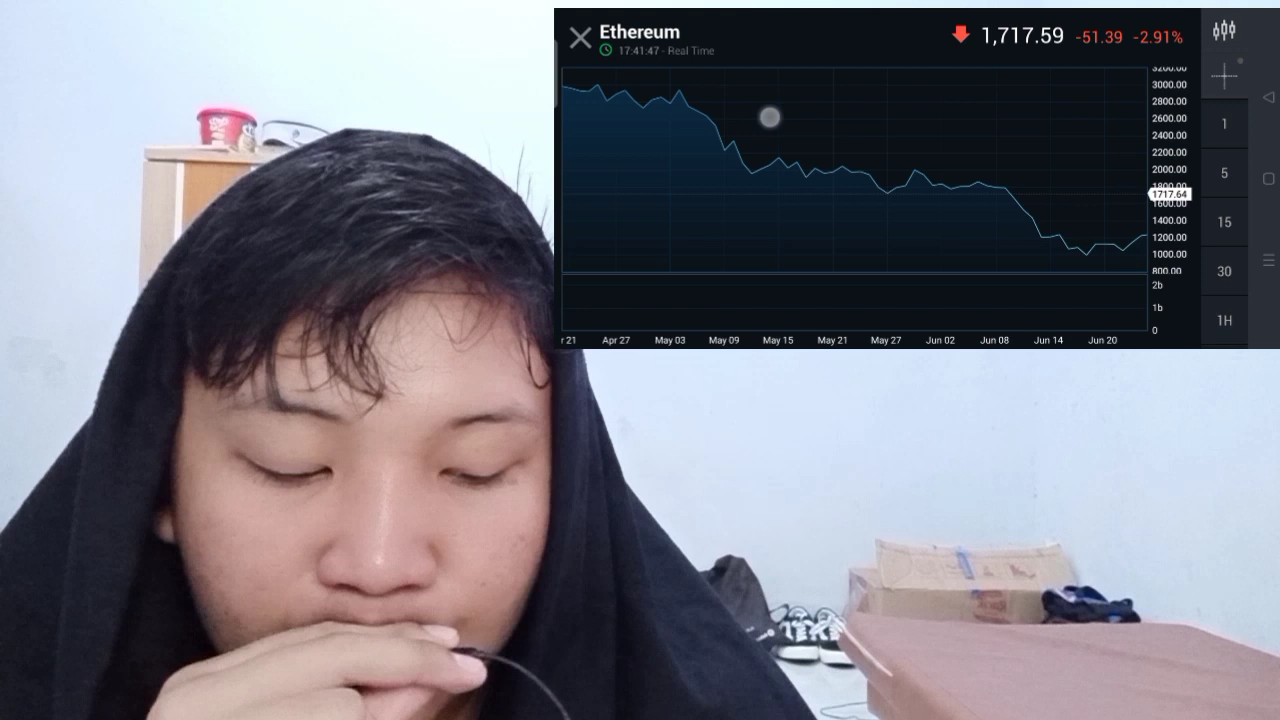 Ethereum
1,717.59 -51.39 -2.91%
17:41:47 - Real Time
3200.00
3000.00
2800.00
2600.00
2400.00
2200.00
2000.00
1800.00
1717.64
1600.00
1400.00
1200.00
1000.00
800.00
2b
1b
0
r 21 Apr 27 May 03 May 09 May 15 May 21 May 27 Jun 02 Jun 08 Jun 14 Jun 20
1
5
15
30
1H